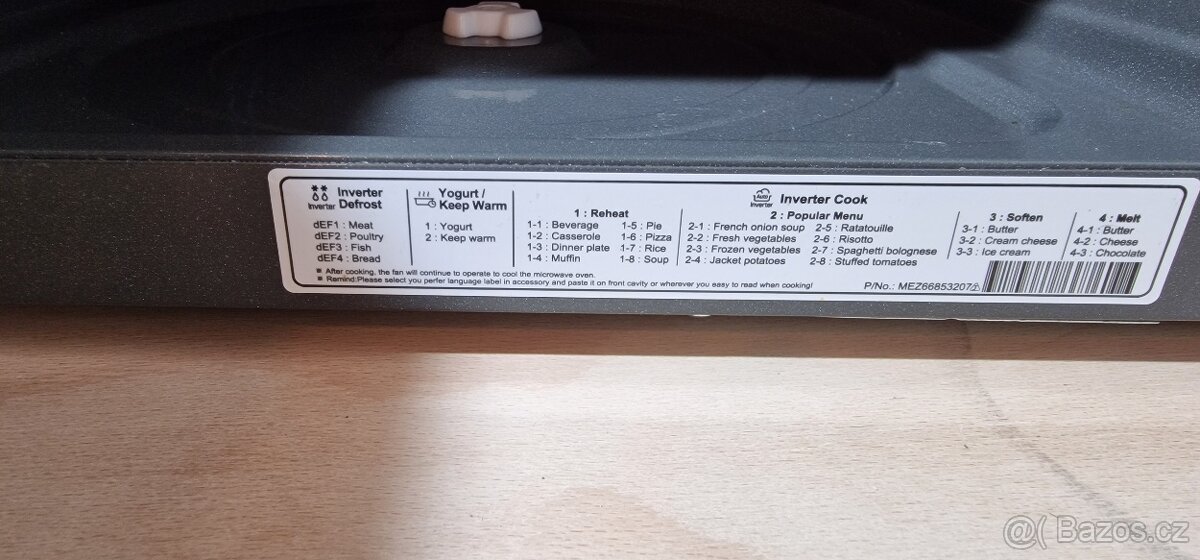 Inverter
Defrost
Inverter
dEF1 : Meat
dEF2 : Poultry
dEF3 : Fish
dEF4 : Bread
Yogurt /
Keep Warm
1 : Yogurt
2 : Keep warm
Auto
Inverter
Inverter Cook
1 : Reheat
1-1 : Beverage
1-2 : Casserole
1-3 : Dinner plate
1-4 : Muffin
1-5 : Pie
1-6 : Pizza
1-7 : Rice
1-8 : Soup
2 : Popular Menu
2-1 : French onion soup
2-2 : Fresh vegetables
2-3 : Frozen vegetables
2-4 : Jacket potatoes
2-5 : Ratatouille
2-6 : Risotto
2-7 : Spaghetti bolognese
2-8 : Stuffed tomatoes
3 : Soften
3-1 : Butter
3-2 : Cream cheese
3-3 : Ice cream
4 : Melt
4-1 : Butter
4-2 : Cheese
4-3 : Chocolate
After cooking, the fan will continue to operate to cool the microwave oven.
Remind:Please select you perfer language label in accessory and paste it on front cavity or wherever you easy to read when cooking!
P/No.: MEZ66853207
@( Bazos.cz